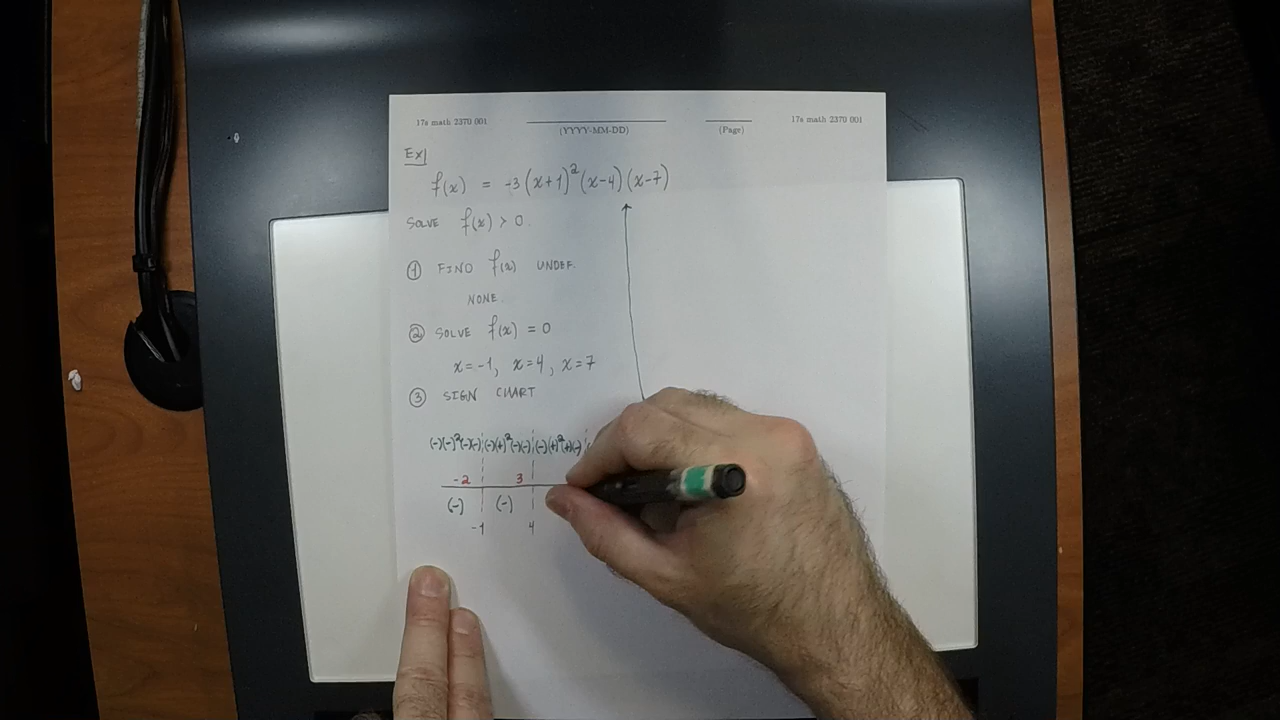 17s math 2370 001
(YYYY-MM-DD)
(Page)
17s math 2370 001
EX1
f(x) = -3(x+1)²(x-4)(x-7)
SOLVE f(x) > 0.
① FIND f(x) UNDEF.
NONE.
② SOLVE f(x) = 0
x=-1, x=4, x=7
③ SIGN CHART
(-)(-)²(-)(-) (-)(+)²(-)(-) (-)(+)²(+)(-)
-2 3
(-) (-)
-1 4